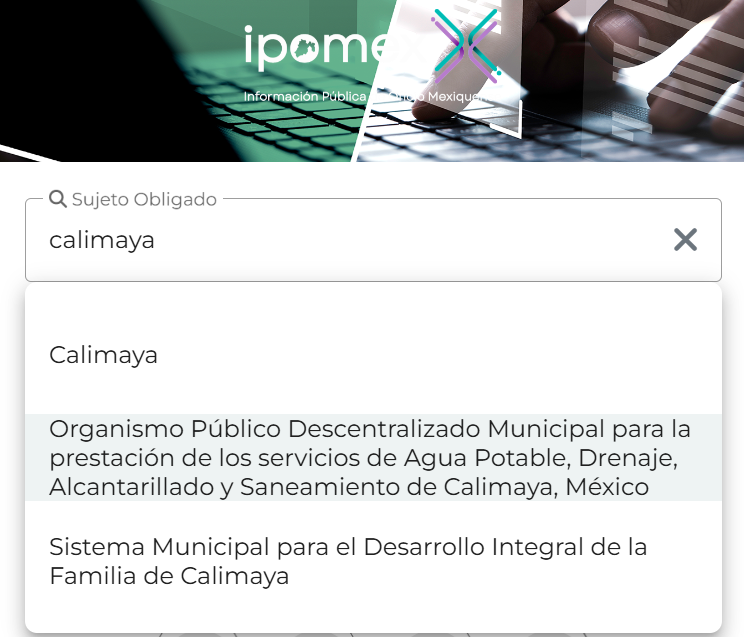 ipomex
Información Pública
Mexiquen
Sujeto Obligado
calimaya
Calimaya
Organismo Público Descentralizado Municipal para la
prestación de los servicios de Agua Potable, Drenaje,
Alcantarillado y Saneamiento de Calimaya, México
Sistema Municipal para el Desarrollo Integral de la
Familia de Calimaya